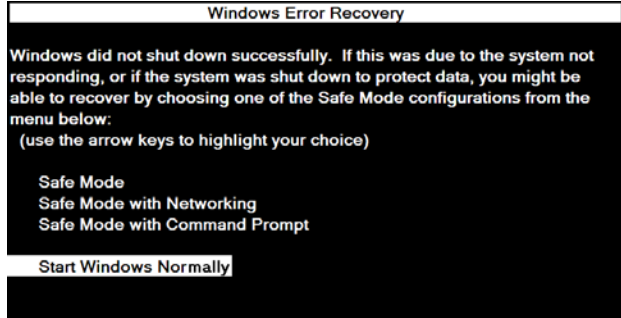 Windows Error Recovery
Windows did not shut down successfully.  If this was due to the system not
responding, or if the system was shut down to protect data, you might be
able to recover by choosing one of the Safe Mode configurations from the
menu below:
(use the arrow keys to highlight your choice)
Safe Mode
Safe Mode with Networking
Safe Mode with Command Prompt
Start Windows Normally